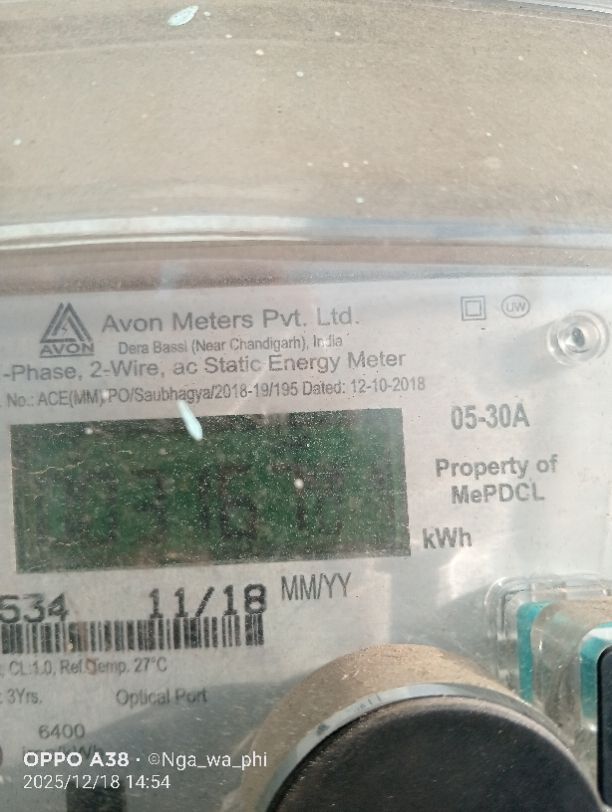 Avon Meters Pvt. Ltd.
AVON
Dera Bassi (Near Chandigarh), India
-Phase, 2-Wire, ac Static Energy Meter
. No.: ACE(MM),PO/Saubhagya/2018-19/195 Dated: 12-10-2018
UW
05-30A
Property of
MePDCL
kWh
534 11/18 MM/YY
, CL:1.0, Ref.Temp. 27°C
: 3Yrs. Optical Port
6400
OPPO A38 · ©Nga_wa_phi
2025/12/18 14:54